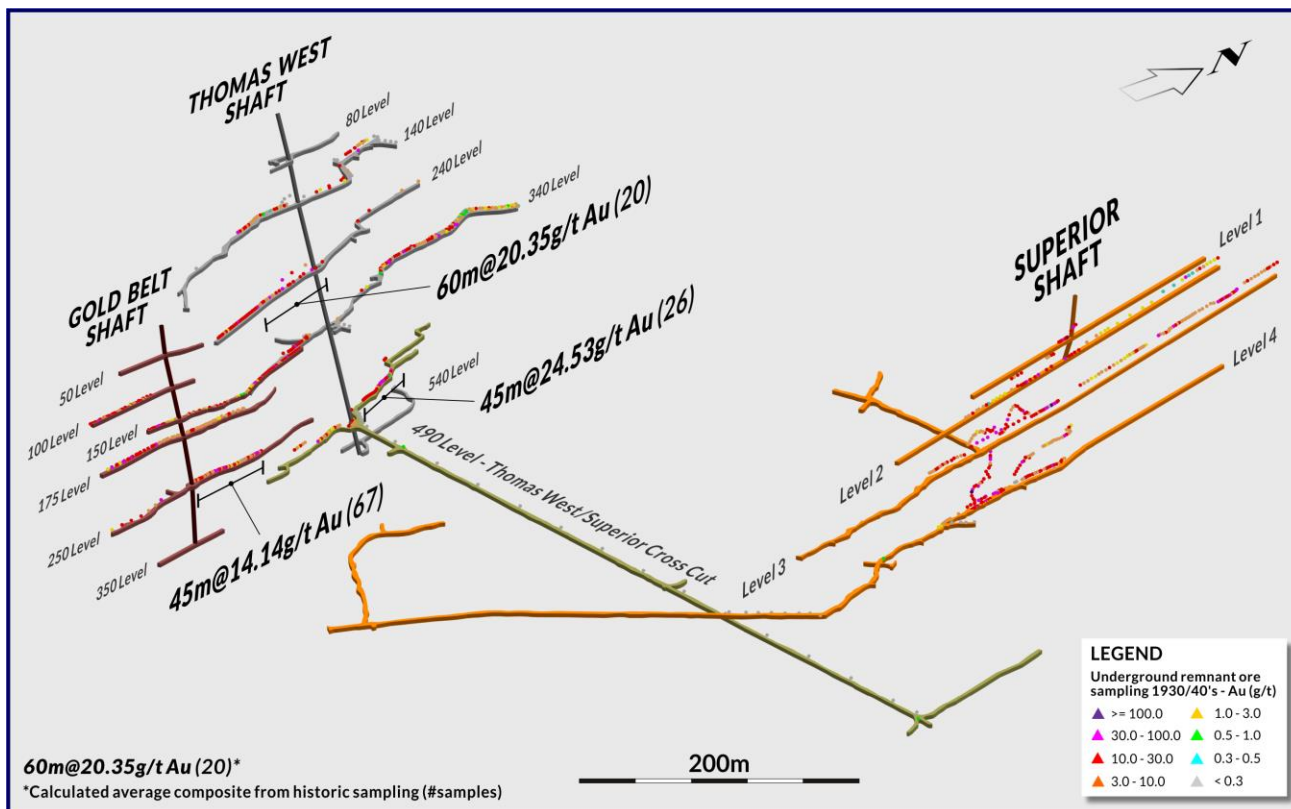 THOMAS WEST
SHAFT
80 Level
140 Level
240 Level
340 Level
N
GOLD BELT
SHAFT
50 Level
100 Level
150 Level
175 Level
250 Level
350 Level
60m@20.35g/t Au (20)
45m@24.53g/t Au (26)
540 Level
45m@14.14g/t Au (67)
490 Level - Thomas West/Superior Cross Cut
SUPERIOR
SHAFT
Level 1
Level 2
Level 3
Level 4
LEGEND
Underground remnant ore
sampling 1930/40's - Au (g/t)
>= 100.0
30.0 - 100.0
10.0 - 30.0
3.0 - 10.0
1.0 - 3.0
0.5 - 1.0
0.3 - 0.5
< 0.3
200m
60m@20.35g/t Au (20)*
*Calculated average composite from historic sampling (#samples)